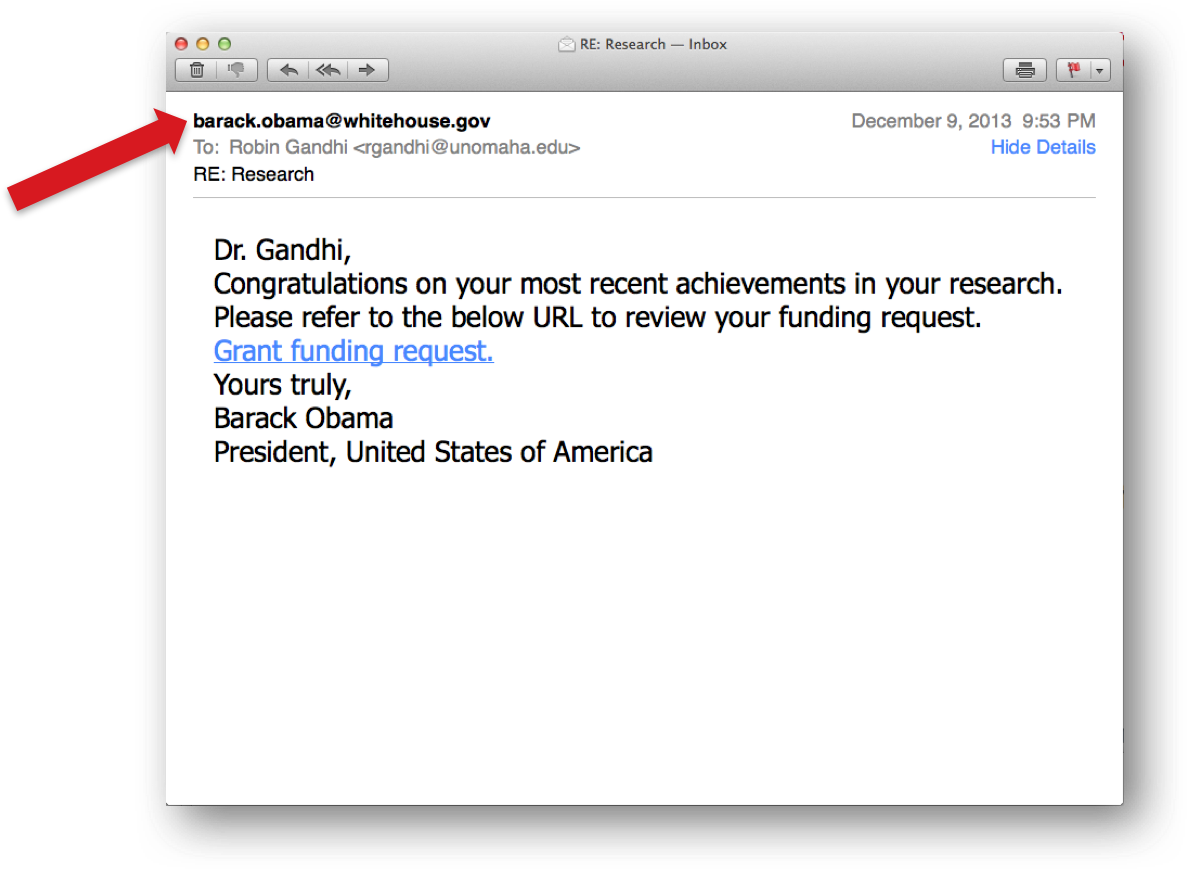 RE: Research — Inbox
barack.obama@whitehouse.gov
December 9, 2013 9:53 PM
To: Robin Gandhi <rgandhi@unomaha.edu>
Hide Details
RE: Research
Dr. Gandhi,
Congratulations on your most recent achievements in your research.
Please refer to the below URL to review your funding request.
Grant funding request.
Yours truly,
Barack Obama
President, United States of America